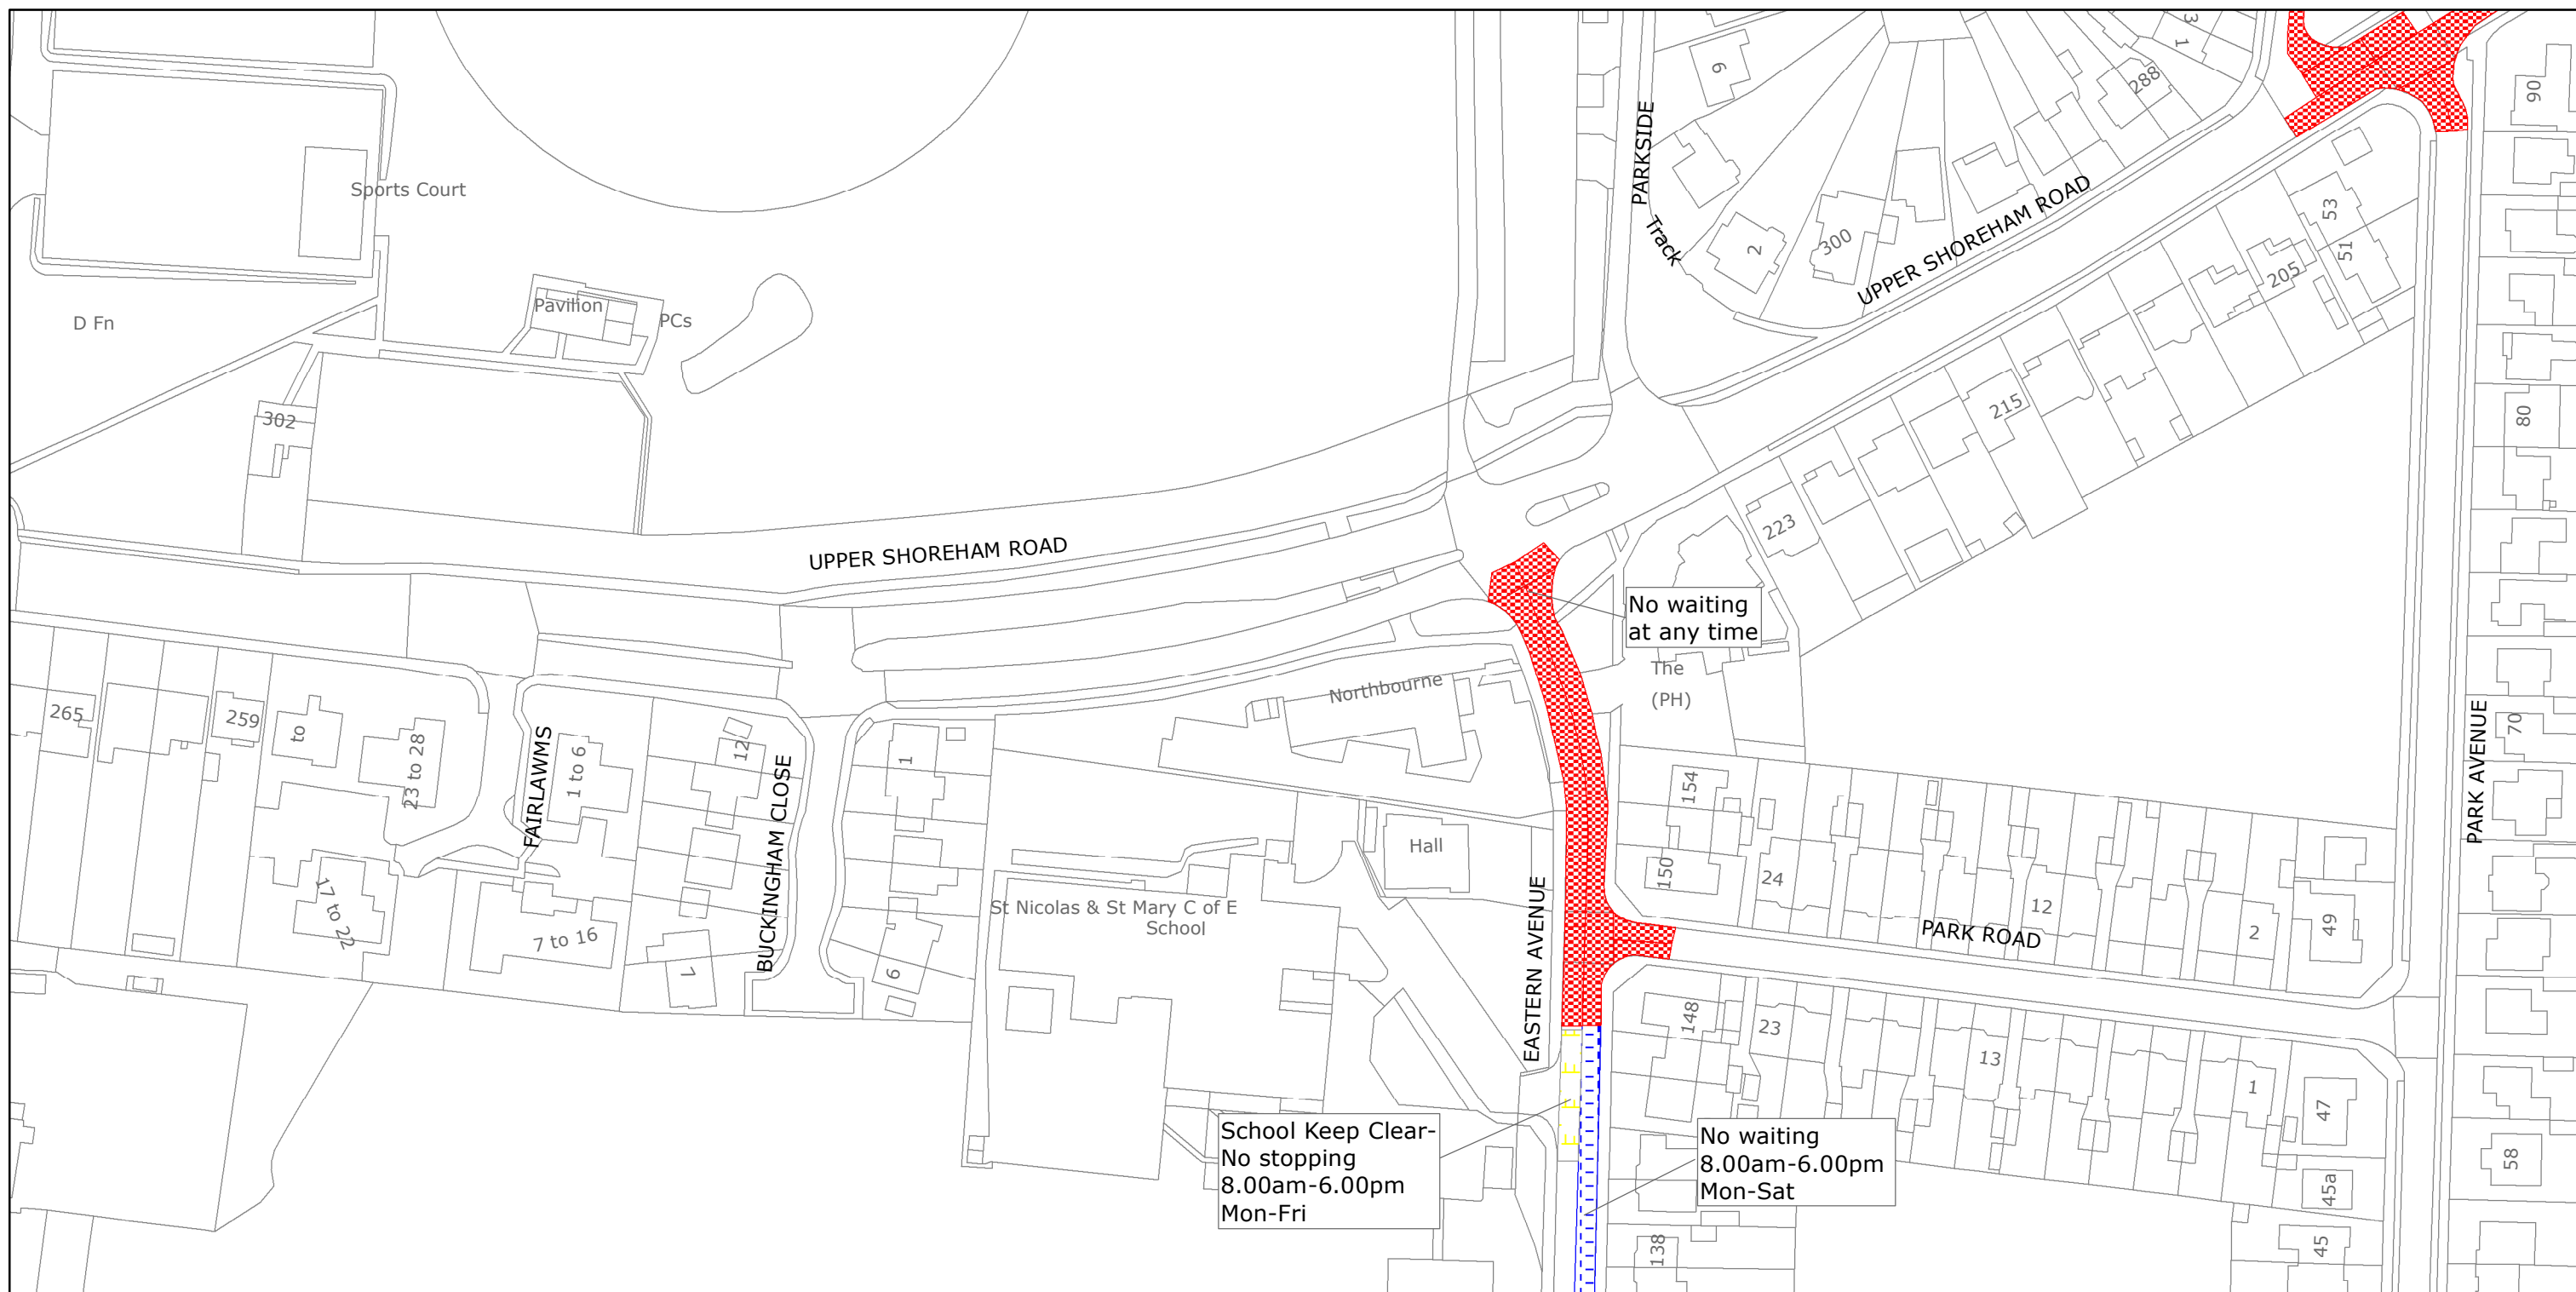 3
1
6
288
90
Sports Court
PARKSIDE
Track
2
300
UPPER SHOREHAM ROAD
53
51
205
D Fn
Pavilion
PCs
302
215
80
223
UPPER SHOREHAM ROAD
No waiting
at any time
The
(PH)
Northbourne
265
259
to
23 to 28
FAIRLAWMS
1 to 6
12
BUCKINGHAM CLOSE
1
70
PARK AVENUE
154
150
24
12
PARK ROAD
2
49
Hall
St Nicolas & St Mary C of E
School
EASTERN AVENUE
17 to 22
7 to 16
7
6
148
23
13
1
47
School Keep Clear-
No stopping
8.00am-6.00pm
Mon-Fri
No waiting
8.00am-6.00pm
Mon-Sat
58
45a
45
138